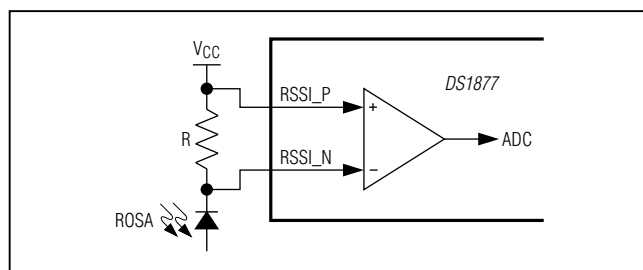 VCC
DS1877
RSSI_P
+
ADC
R
RSSI_N
−
ROSA